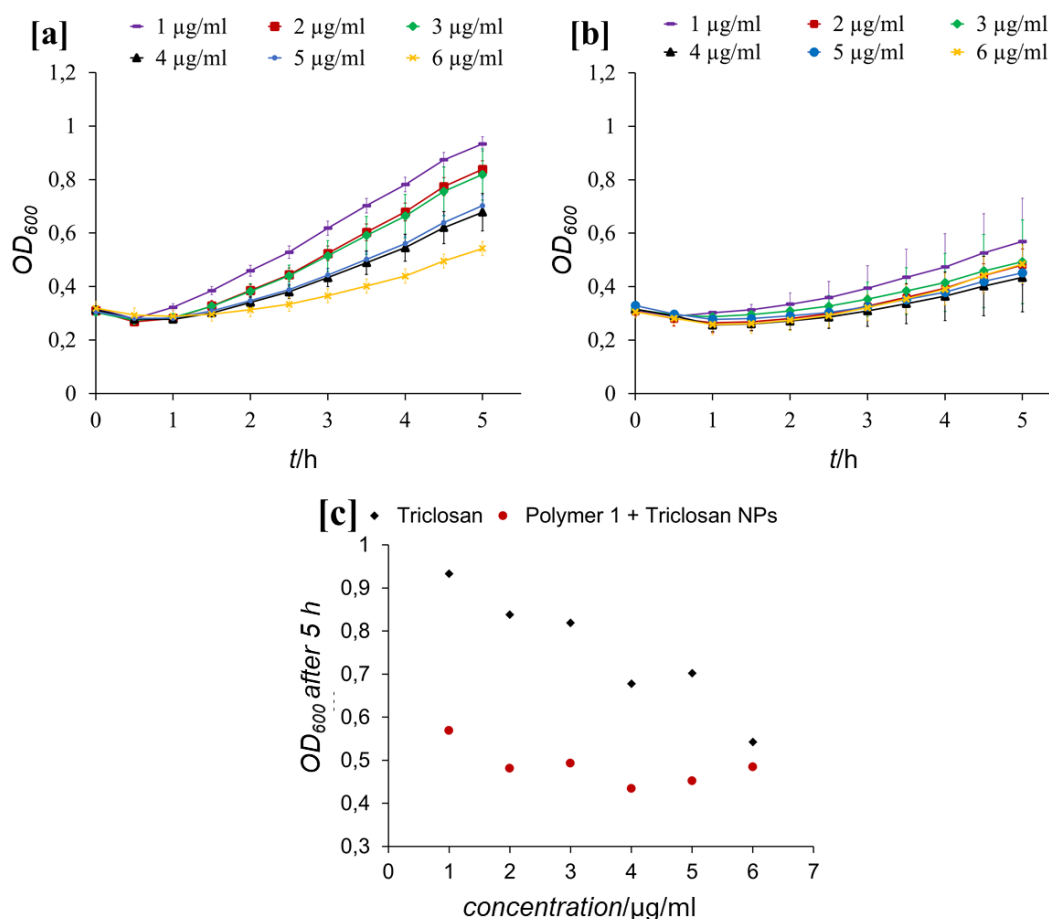 [a]
1 µg/ml 2 µg/ml 3 µg/ml
4 µg/ml 5 µg/ml 6 µg/ml
1,2
1
0,8
0,6
0,4
0,2
0
OD600
0 1 2 3 4 5
t/h
[b]
1 µg/ml 2 µg/ml 3 µg/ml
4 µg/ml 5 µg/ml 6 µg/ml
1,2
1
0,8
0,6
0,4
0,2
0
OD600
0 1 2 3 4 5
t/h
[c] Triclosan Polymer 1 + Triclosan NPs
1
0,9
0,8
0,7
0,6
0,5
0,4
0,3
OD600 after 5 h
0 1 2 3 4 5 6 7
concentration/µg/ml